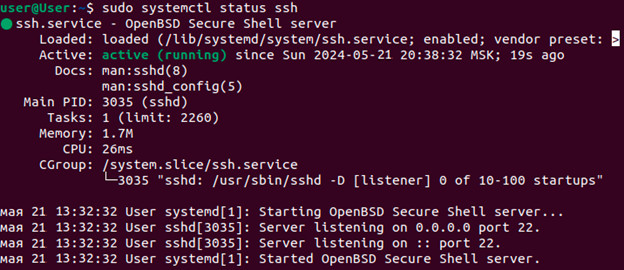 user@User:~$ sudo systemctl status ssh
● ssh.service - OpenBSD Secure Shell server
Loaded: loaded (/lib/systemd/system/ssh.service; enabled; vendor preset: >
Active: active (running) since Sun 2024-05-21 20:38:32 MSK; 19s ago
Docs: man:sshd(8)
man:sshd_config(5)
Main PID: 3035 (sshd)
Tasks: 1 (limit: 2260)
Memory: 1.7M
CPU: 26ms
CGroup: /system.slice/ssh.service
└─3035 "sshd: /usr/sbin/sshd -D [listener] 0 of 10-100 startups"
мая 21 13:32:32 User systemd[1]: Starting OpenBSD Secure Shell server...
мая 21 13:32:32 User sshd[3035]: Server listening on 0.0.0.0 port 22.
мая 21 13:32:32 User sshd[3035]: Server listening on :: port 22.
мая 21 13:32:32 User systemd[1]: Started OpenBSD Secure Shell server.